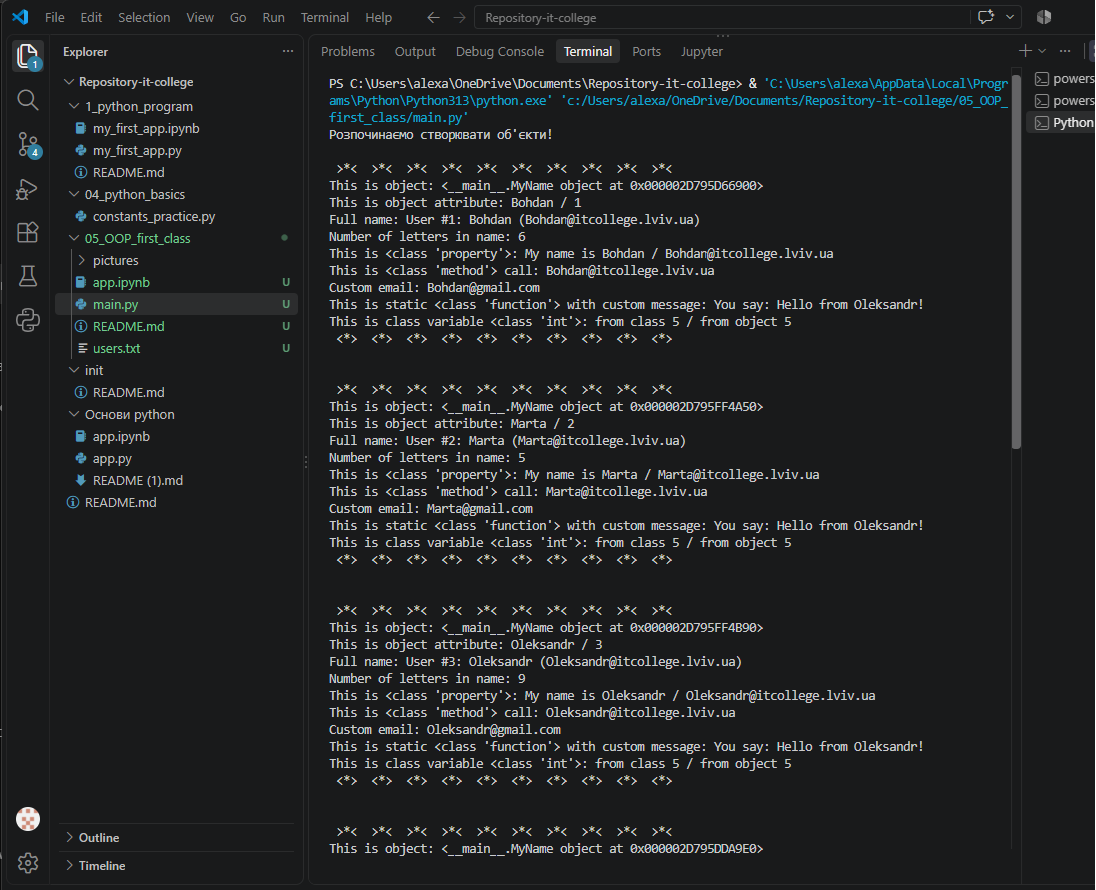 File Edit Selection View Go Run Terminal Help Repository-it-college
Explorer
1
Repository-it-college
1_python_program
my_first_app.ipynb
my_first_app.py
README.md
4
04_python_basics
constants_practice.py
05_OOP_first_class
pictures
app.ipynb U
main.py U
README.md U
users.txt U
init
README.md
Основи python
app.ipynb
app.py
README (1).md
README.md
Outline
Timeline
Problems Output Debug Console Terminal Ports Jupyter
PS C:\Users\alexa\OneDrive\Documents\Repository-it-college> & 'C:\Users\alexa\AppData\Local\Progr
ams\Python\Python313\python.exe' 'c:/Users/alexa/OneDrive/Documents/Repository-it-college/05_OOP_
first_class/main.py'
Розпочинаємо створювати об'єкти!
>*< >*< >*< >*< >*< >*< >*< >*< >*< >*<
This is object: <__main__.MyName object at 0x000002D795D66900>
This is object attribute: Bohdan / 1
Full name: User #1: Bohdan (Bohdan@itcollege.lviv.ua)
Number of letters in name: 6
This is <class 'property'>: My name is Bohdan / Bohdan@itcollege.lviv.ua
This is <class 'method'> call: Bohdan@itcollege.lviv.ua
Custom email: Bohdan@gmail.com
This is static <class 'function'> with custom message: You say: Hello from Oleksandr!
This is class variable <class 'int'>: from class 5 / from object 5
<*> <*> <*> <*> <*> <*> <*> <*> <*> <*>
>*< >*< >*< >*< >*< >*< >*< >*< >*< >*<
This is object: <__main__.MyName object at 0x000002D795FF4A50>
This is object attribute: Marta / 2
Full name: User #2: Marta (Marta@itcollege.lviv.ua)
Number of letters in name: 5
This is <class 'property'>: My name is Marta / Marta@itcollege.lviv.ua
This is <class 'method'> call: Marta@itcollege.lviv.ua
Custom email: Marta@gmail.com
This is static <class 'function'> with custom message: You say: Hello from Oleksandr!
This is class variable <class 'int'>: from class 5 / from object 5
<*> <*> <*> <*> <*> <*> <*> <*> <*> <*>
>*< >*< >*< >*< >*< >*< >*< >*< >*< >*<
This is object: <__main__.MyName object at 0x000002D795FF4B90>
This is object attribute: Oleksandr / 3
Full name: User #3: Oleksandr (Oleksandr@itcollege.lviv.ua)
Number of letters in name: 9
This is <class 'property'>: My name is Oleksandr / Oleksandr@itcollege.lviv.ua
This is <class 'method'> call: Oleksandr@itcollege.lviv.ua
Custom email: Oleksandr@gmail.com
This is static <class 'function'> with custom message: You say: Hello from Oleksandr!
This is class variable <class 'int'>: from class 5 / from object 5
<*> <*> <*> <*> <*> <*> <*> <*> <*> <*>
>*< >*< >*< >*< >*< >*< >*< >*< >*< >*<
This is object: <__main__.MyName object at 0x000002D795DDA9E0>
powers
powers
Python